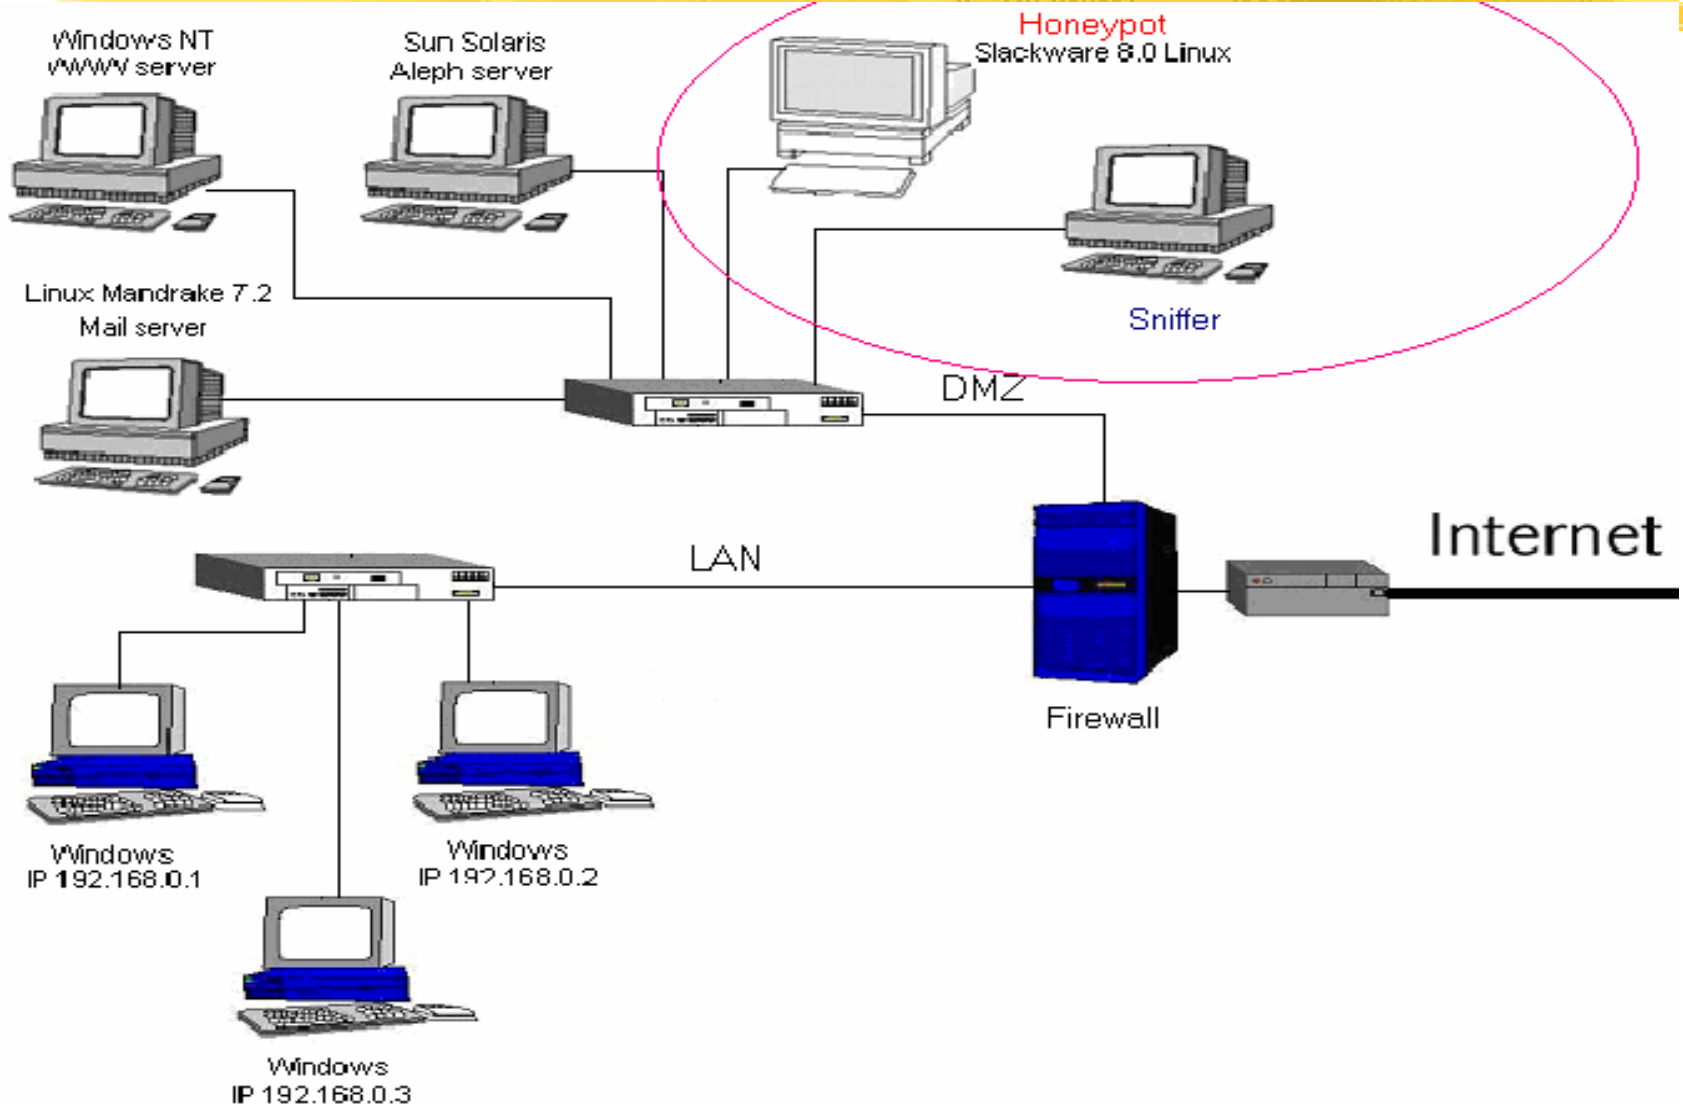 Windows NT
WWW server
Sun Solaris
Aleph server
Honeypot
Slackware 8.0 Linux
Sniffer
Linux Mandrake 7.2
Mail server
DMZ
LAN
Internet
Firewall
Windows
IP 192.168.0.1
Windows
IP 192.168.0.2
Windows
IP 192.168.0.3